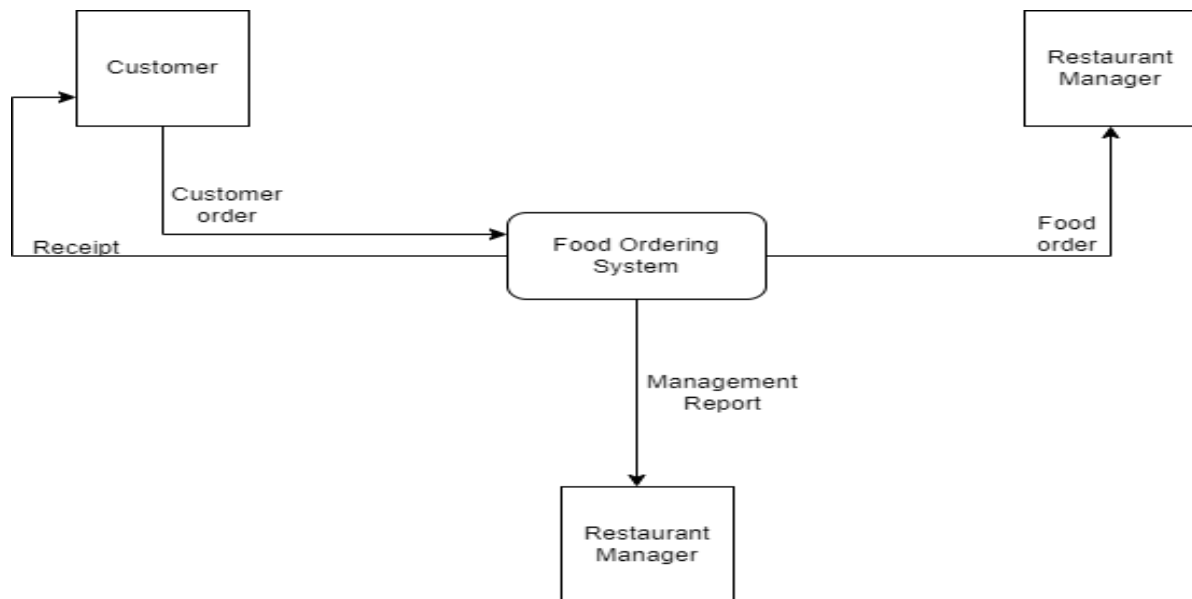 Customer
Restaurant
Manager
Customer
order
Receipt
Food Ordering
System
Food
order
Management
Report
Restaurant
Manager